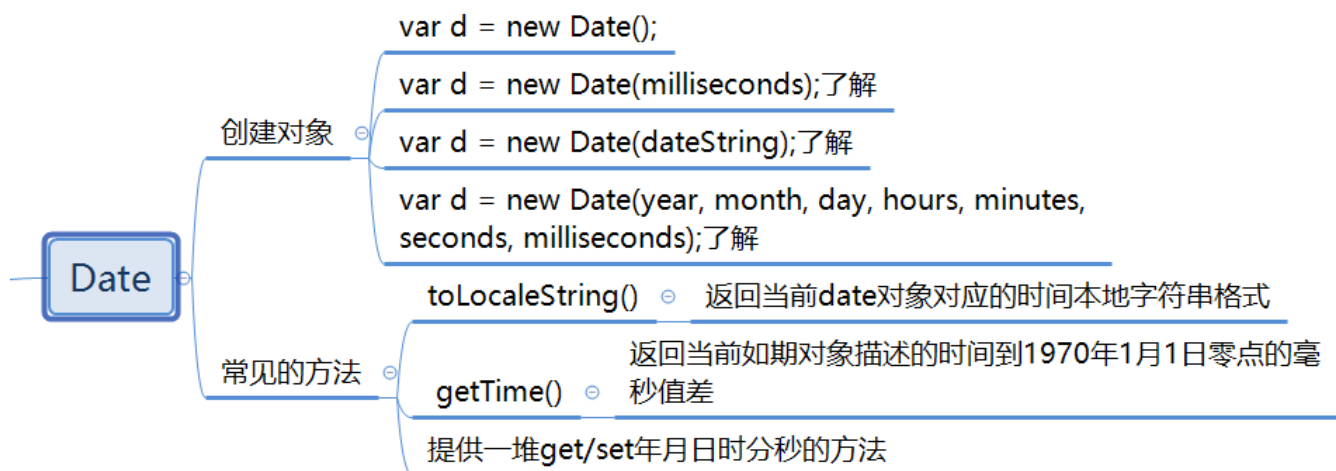 var d = new Date();
var d = new Date(milliseconds);了解
创建对象
var d = new Date(dateString);了解
var d = new Date(year, month, day, hours, minutes,
seconds, milliseconds);了解
Date
toLocaleString()
返回当前date对象对应的时间本地字符串格式
常见的方法
getTime()
返回当前如期对象描述的时间到1970年1月1日零点的毫
秒值差
提供一堆get/set年月日时分秒的方法